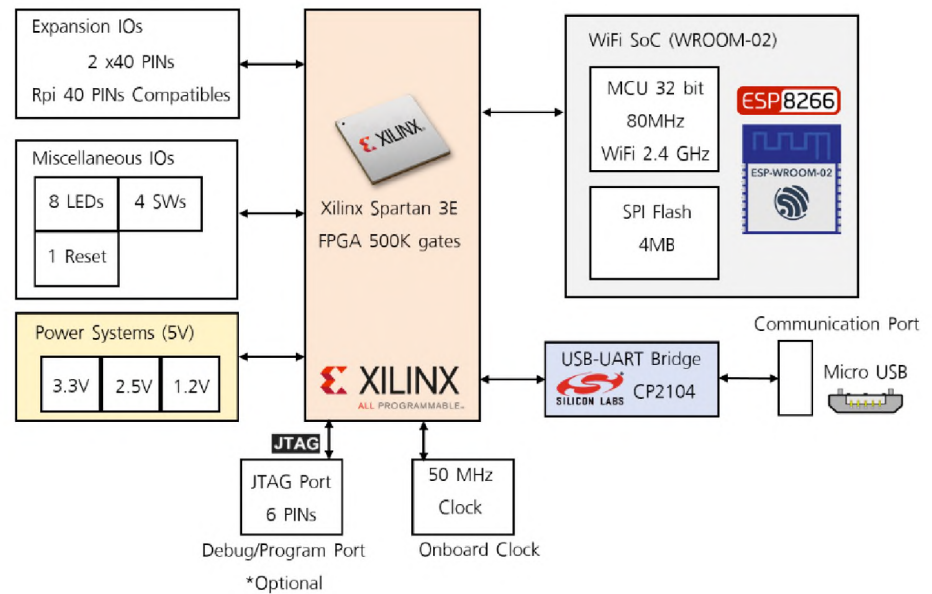 Expansion IOs
2 x40 PINs
Rpi 40 PINs Compatibles
Miscellaneous IOs
8 LEDs
4 SWs
1 Reset
Power Systems (5V)
3.3V
2.5V
1.2V
XILINX
Xilinx Spartan 3E
FPGA 500K gates
XILINX
ALL PROGRAMMABLE™
WiFi SoC (WROOM-02)
MCU 32 bit
80MHz
WiFi 2.4 GHz
SPI Flash
4MB
ESP8266
ESP-WROOM-02
USB-UART Bridge
SILICON LABS
CP2104
Communication Port
Micro USB
JTAG
JTAG Port
6 PINs
Debug/Program Port
*Optional
50 MHz
Clock
Onboard Clock